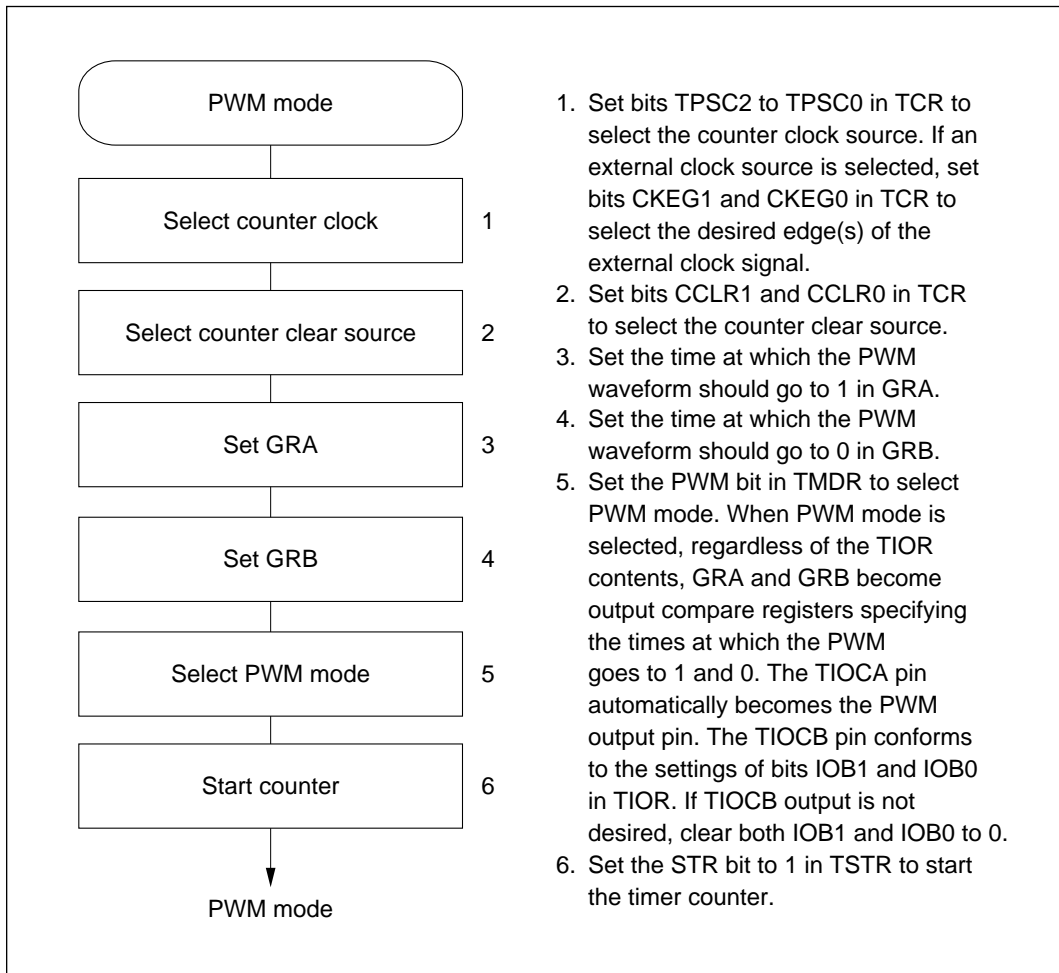 PWM mode
Select counter clock 1
Select counter clear source 2
Set GRA 3
Set GRB 4
Select PWM mode 5
Start counter 6
PWM mode
1. Set bits TPSC2 to TPSC0 in TCR to
select the counter clock source. If an
external clock source is selected, set
bits CKEG1 and CKEG0 in TCR to
select the desired edge(s) of the
external clock signal.
2. Set bits CCLR1 and CCLR0 in TCR
to select the counter clear source.
3. Set the time at which the PWM
waveform should go to 1 in GRA.
4. Set the time at which the PWM
waveform should go to 0 in GRB.
5. Set the PWM bit in TMDR to select
PWM mode. When PWM mode is
selected, regardless of the TIOR
contents, GRA and GRB become
output compare registers specifying
the times at which the PWM
goes to 1 and 0. The TIOCA pin
automatically becomes the PWM
output pin. The TIOCB pin conforms
to the settings of bits IOB1 and IOB0
in TIOR. If TIOCB output is not
desired, clear both IOB1 and IOB0 to 0.
6. Set the STR bit to 1 in TSTR to start
the timer counter.